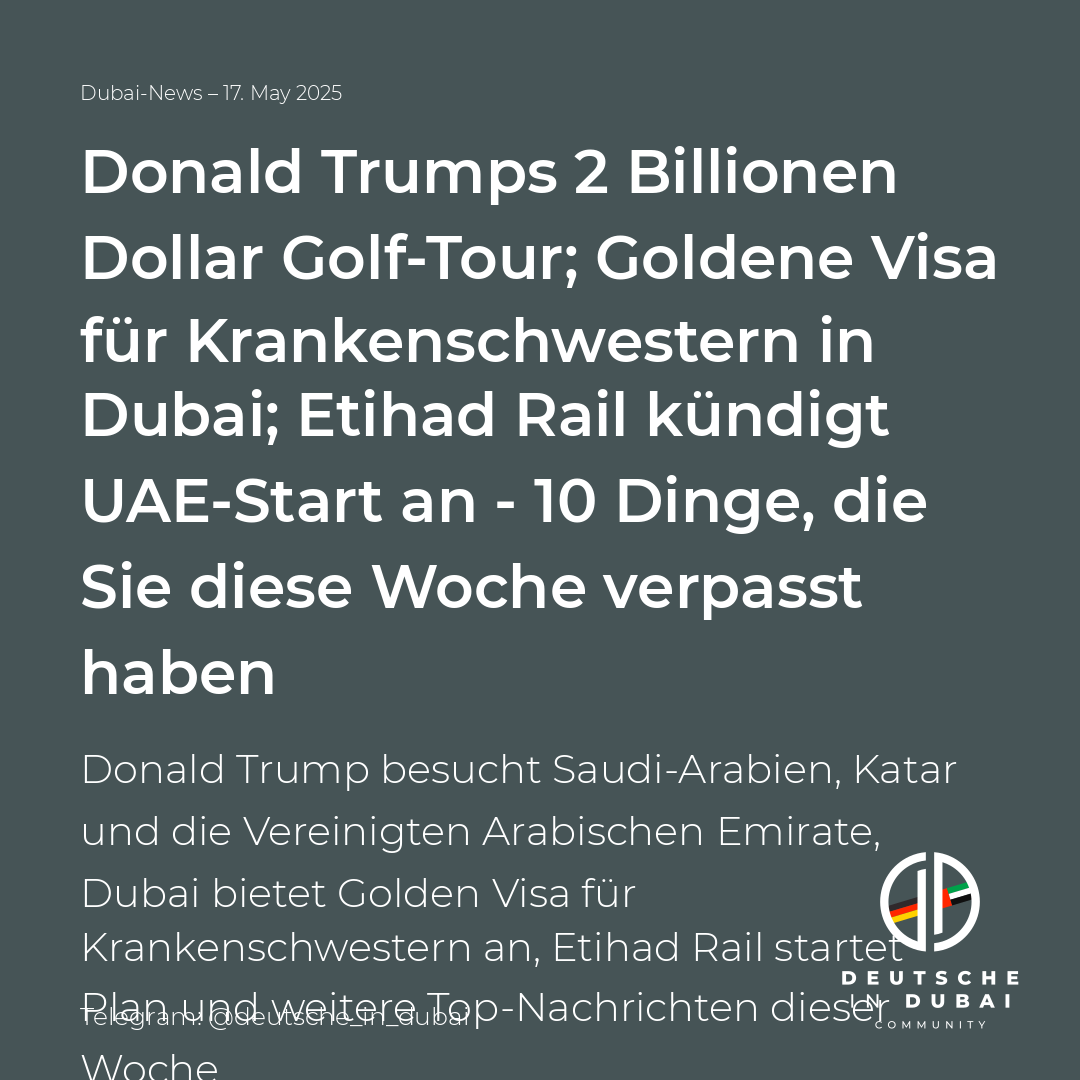 Dubai-News – 17. May 2025
Donald Trumps 2 Billionen
Dollar Golf-Tour; Goldene Visa
für Krankenschwestern in
Dubai; Etihad Rail kündigt
UAE-Start an - 10 Dinge, die
Sie diese Woche verpasst
haben
Donald Trump besucht Saudi-Arabien, Katar
und die Vereinigten Arabischen Emirate,
Dubai bietet Golden Visa für
Krankenschwestern an, Etihad Rail startet
Plan und weitere Top-Nachrichten dieser
Woche
Telegram: @deutsche_in_dubai
DEUTSCHE
IN DUBAI
COMMUNITY